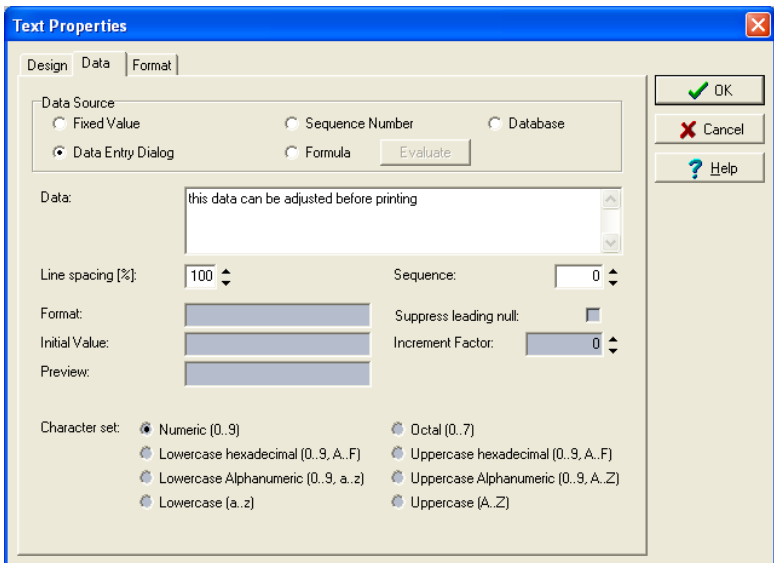 Text Properties
Design Data Format
Data Source
Fixed Value Sequence Number Database
Data Entry Dialog Formula Evaluate
OK
Cancel
Help
Data: this data can be adjusted before printing
Line spacing [%]: 100 Sequence: 0
Format: Suppress leading null:
Initial Value: Increment Factor: 0
Preview:
Character set: Numeric (0..9) Octal (0..7)
Lowercase hexadecimal (0..9, A..F) Uppercase hexadecimal (0..9, A..F)
Lowercase Alphanumeric (0..9, a..z) Uppercase Alphanumeric (0..9, A..Z)
Lowercase (a..z) Uppercase (A..Z)